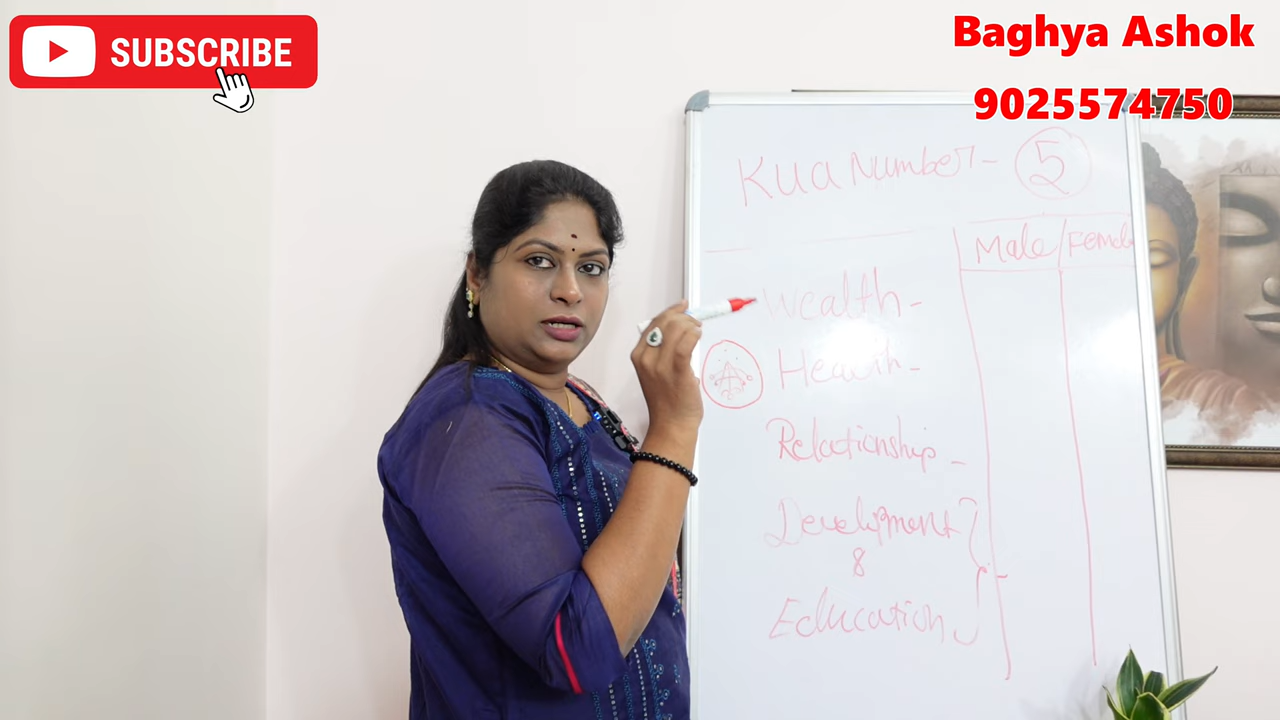 SUBSCRIBE
Baghya Ashok
9025574750
Kua Number - 5
Male Female
Wealth -
Health -
Relationship -
Development
&
Education